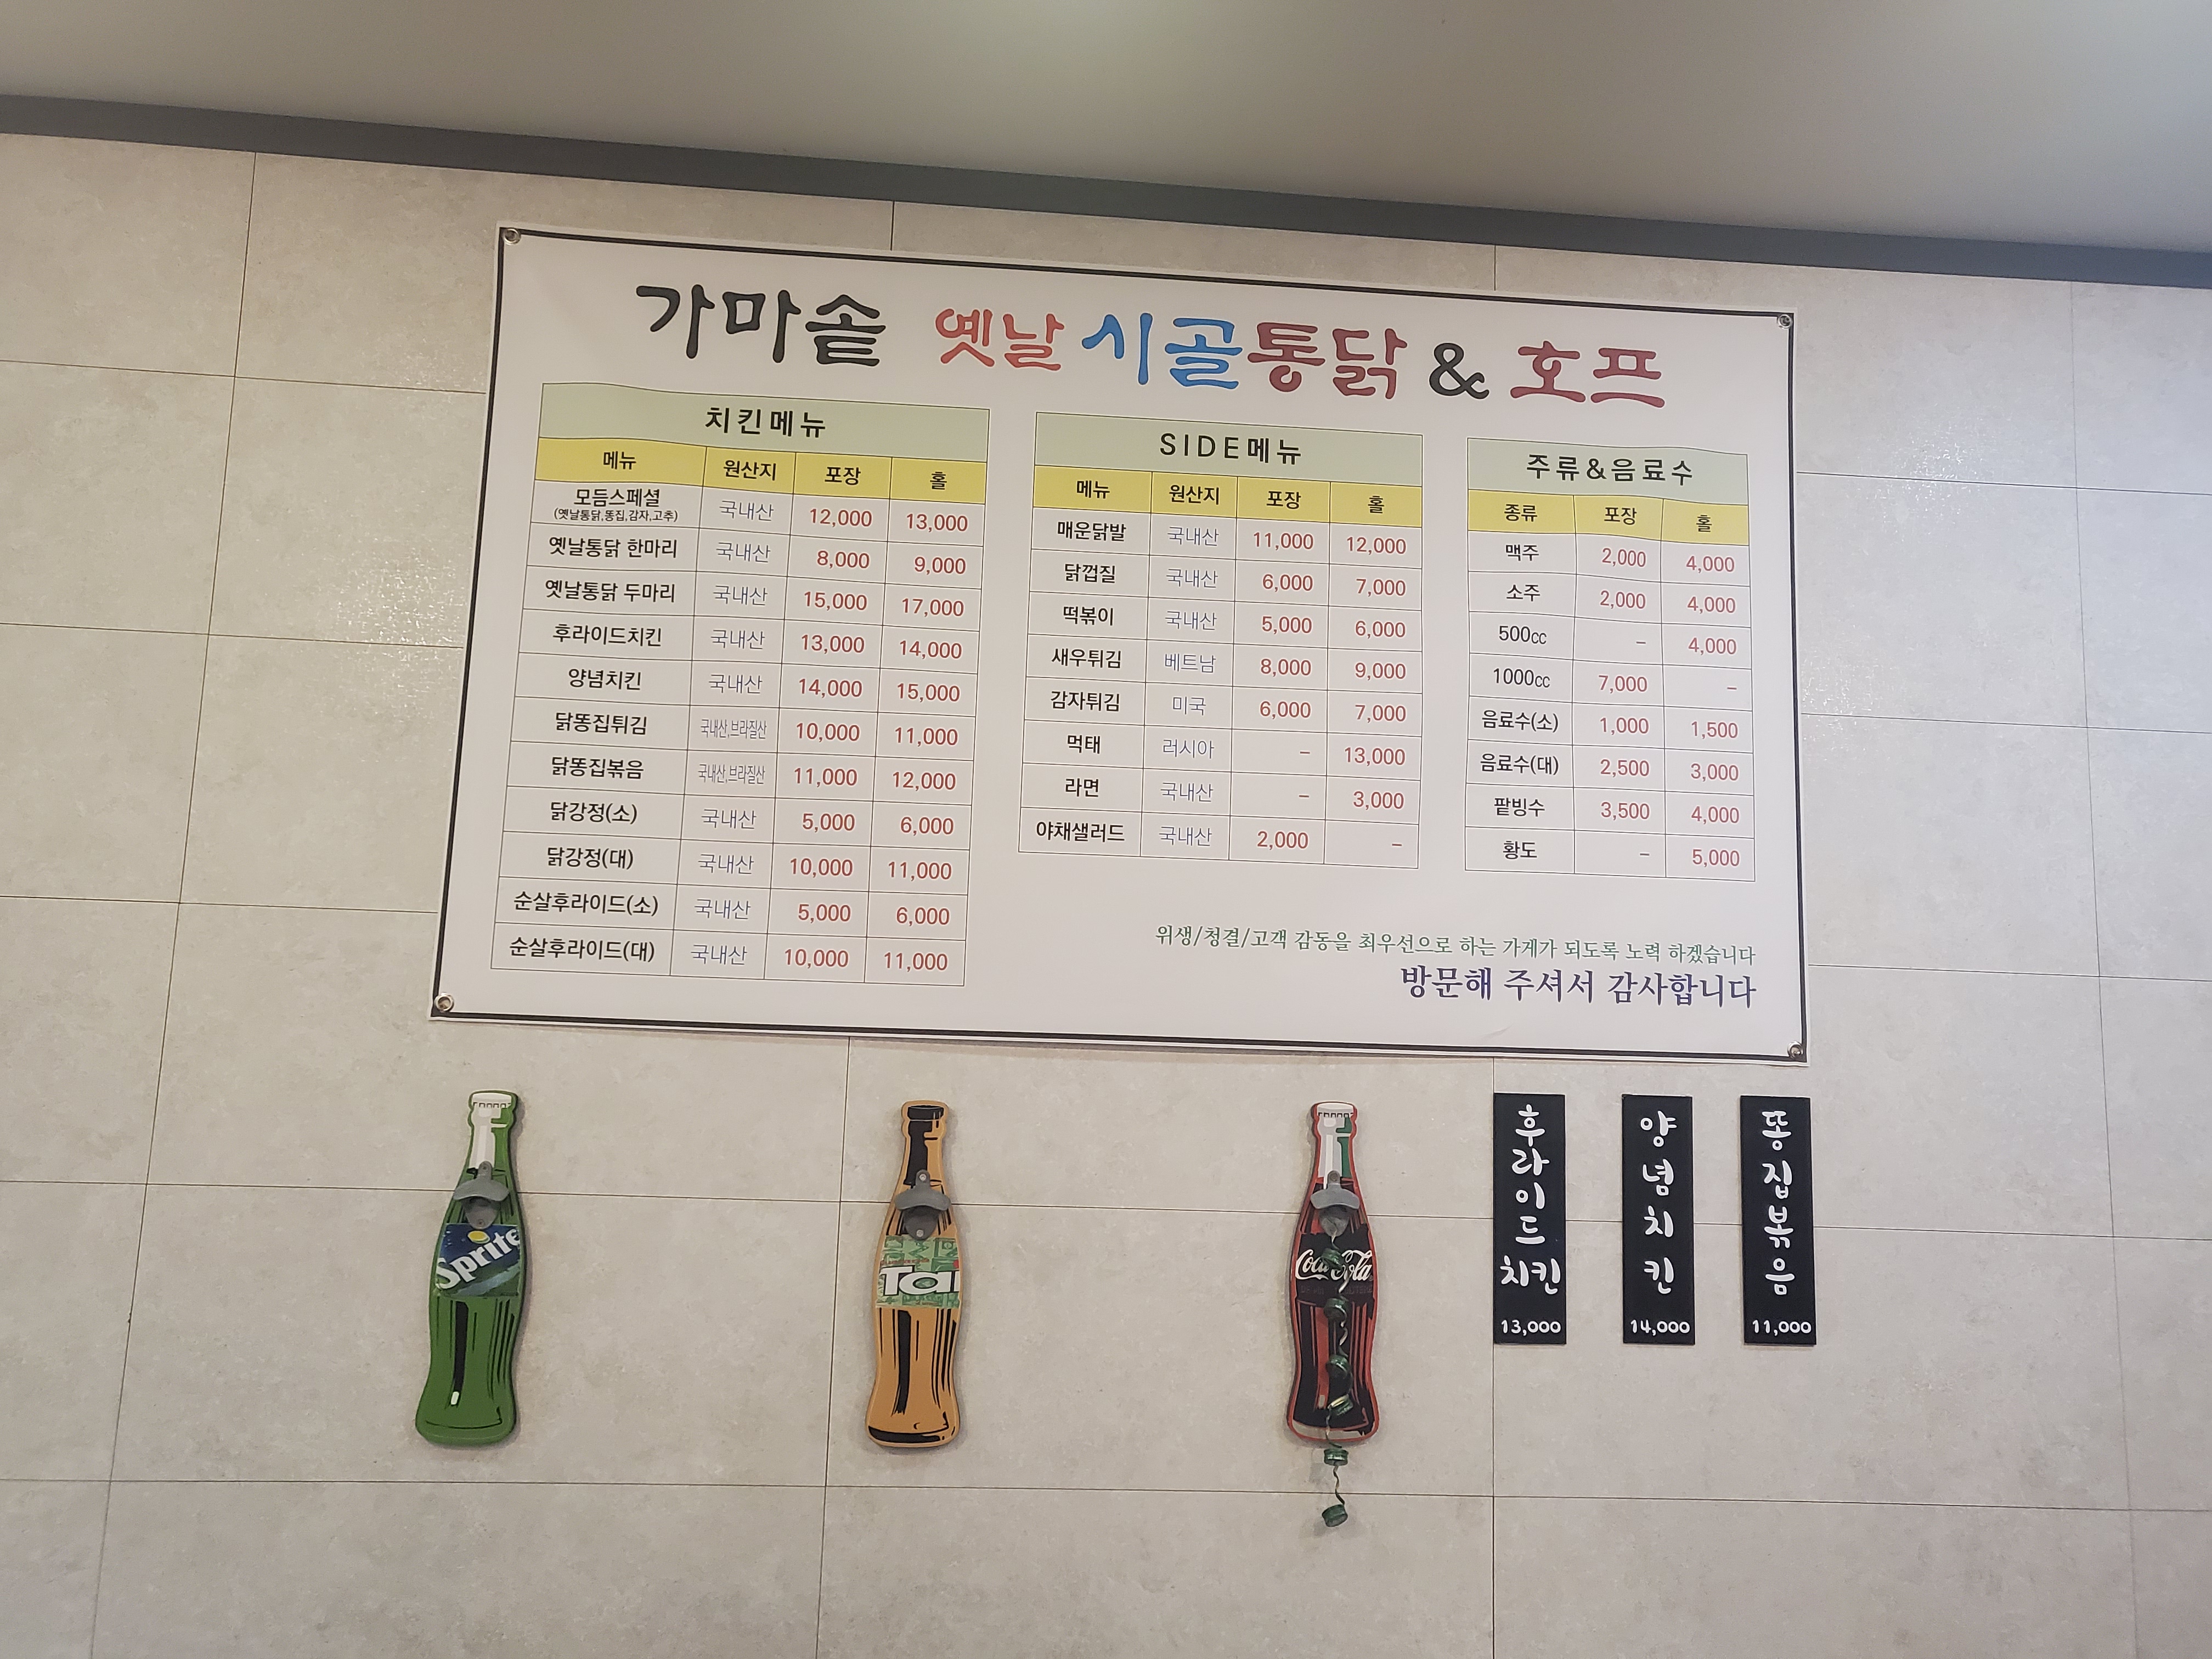 가마솥 옛날 시골통닭 & 호프
치킨메뉴
메뉴 원산지 포장 홀
모듬스페셜 국내산 12,000 13,000
(옛날통닭,똥집,감자,고추)
옛날통닭 한마리 국내산 8,000 9,000
옛날통닭 두마리 국내산 15,000 17,000
후라이드치킨 국내산 13,000 14,000
양념치킨 국내산 14,000 15,000
닭똥집튀김 국내산,브라질산 10,000 11,000
닭똥집볶음 국내산,브라질산 11,000 12,000
닭강정(소) 국내산 5,000 6,000
닭강정(대) 국내산 10,000 11,000
순살후라이드(소) 국내산 5,000 6,000
순살후라이드(대) 국내산 10,000 11,000
SIDE메뉴
메뉴 원산지 포장 홀
매운닭발 국내산 11,000 12,000
닭껍질 국내산 6,000 7,000
떡볶이 국내산 5,000 6,000
새우튀김 베트남 8,000 9,000
감자튀김 미국 6,000 7,000
먹태 러시아 - 13,000
라면 국내산 - 3,000
야채샐러드 국내산 2,000 -
주류&음료수
종류 포장 홀
맥주 2,000 4,000
소주 2,000 4,000
500cc - 4,000
1000cc 7,000 -
음료수(소) 1,000 1,500
음료수(대) 2,500 3,000
팥빙수 3,500 4,000
황도 - 5,000
위생/청결/고객 감동을 최우선으로 하는 가게가 되도록 노력 하겠습니다
방문해 주셔서 감사합니다
Sprite
Tai
Coca-Cola
후라이드치킨
13,000
양념치킨
14,000
똥집볶음
11,000